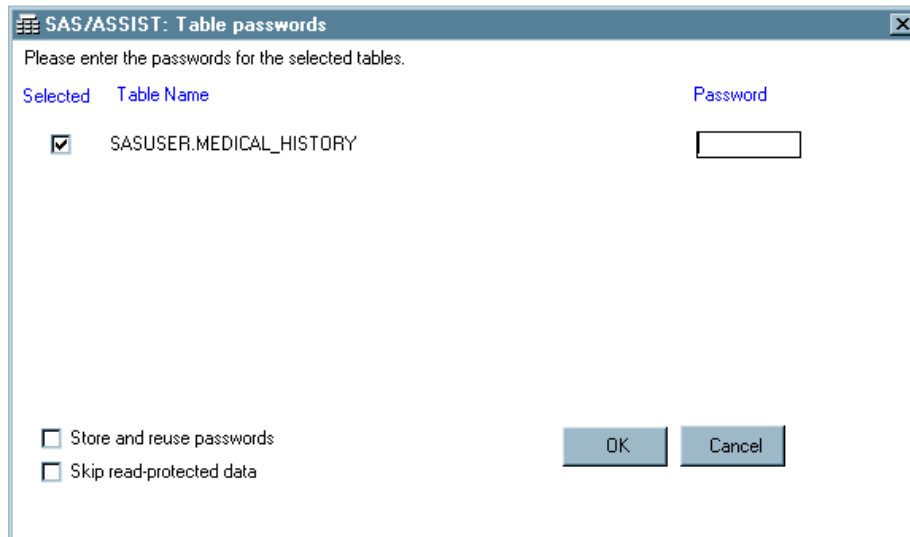 SAS/ASSIST: Table passwords
Please enter the passwords for the selected tables.
Selected Table Name Password
SASUSER.MEDICAL_HISTORY
Store and reuse passwords
OK Cancel
Skip read-protected data